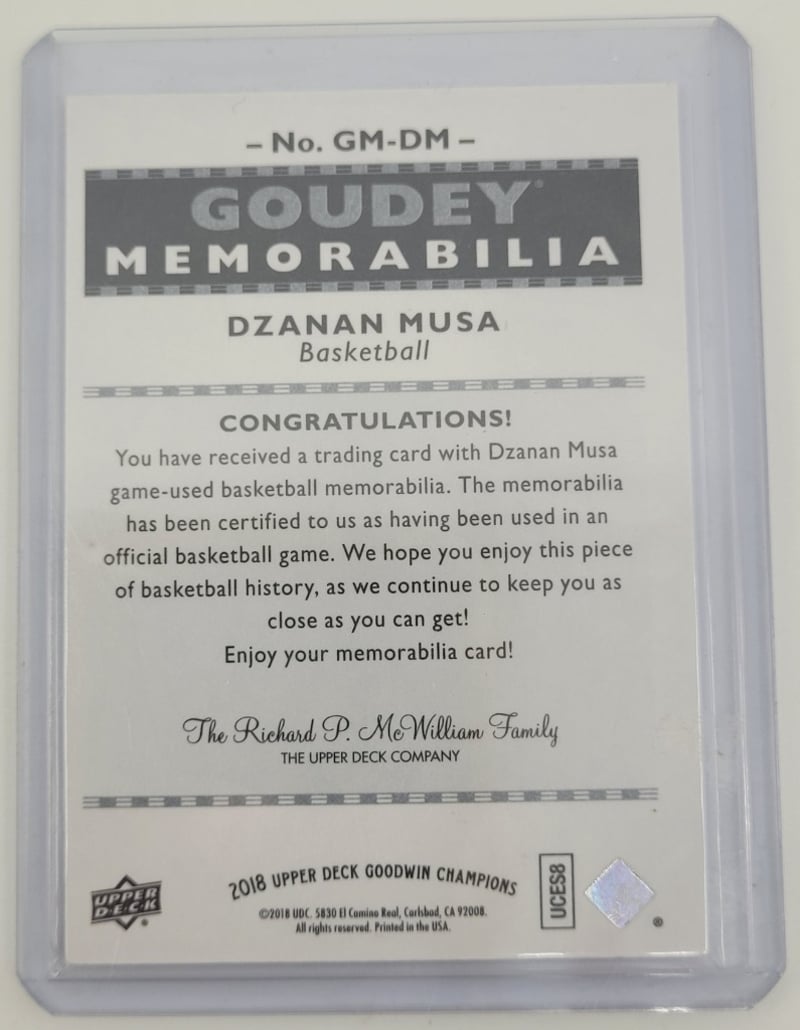 – No. GM-DM –
GOUDEY
MEMORABILIA
DZANAN MUSA
Basketball
CONGRATULATIONS!
You have received a trading card with Dzanan Musa
game-used basketball memorabilia. The memorabilia
has been certified to us as having been used in an
official basketball game. We hope you enjoy this piece
of basketball history, as we continue to keep you as
close as you can get!
Enjoy your memorabilia card!
The Richard P. McWilliam Family
THE UPPER DECK COMPANY
UPPER
DECK
2018 UPPER DECK GOODWIN CHAMPIONS
©2018 UDC. 5830 El Camino Real, Carlsbad, CA 92008.
All rights reserved. Printed in the USA.
UCES8
®